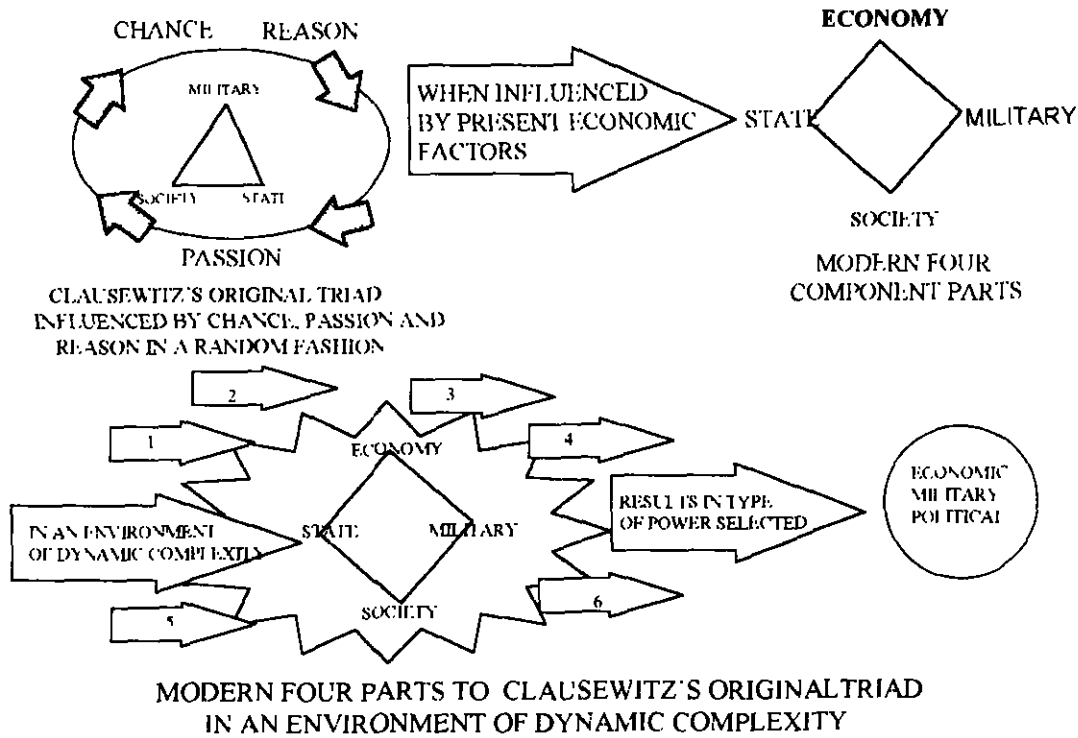 CHANCE REASON
MILITARY
SOCIETY STATE
PASSION
CLAUSEWITZ'S ORIGINAL TRIAD
INFLUENCED BY CHANCE, PASSION AND
REASON IN A RANDOM FASHION
WHEN INFLUENCED
BY PRESENT ECONOMIC
FACTORS
ECONOMY
STATE MILITARY
SOCIETY
MODERN FOUR
COMPONENT PARTS
2 3
1 4
ECONOMY
IN AN ENVIRONMENT
OF DYNAMIC COMPLEXTLY
STATE MILITARY
SOCIETY
5 6
RESULTS IN TYPE
OF POWER SELECTED
ECONOMIC
MILITARY
POLITICAL
MODERN FOUR PARTS TO CLAUSEWITZ'S ORIGINALTRIAD
IN AN ENVIRONMENT OF DYNAMIC COMPLEXITY